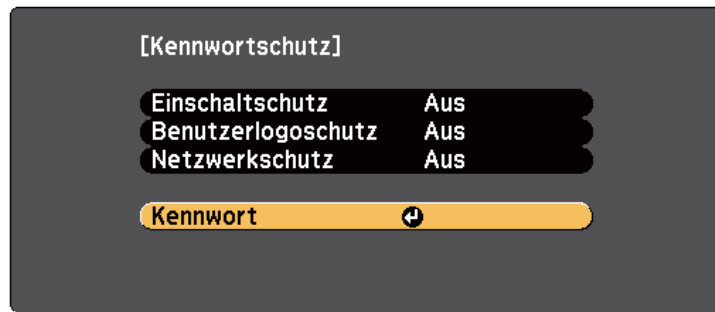 [Kennwortschutz]
Einschaltschutz Aus
Benutzerlogoschutz Aus
Netzwerkschutz Aus
Kennwort